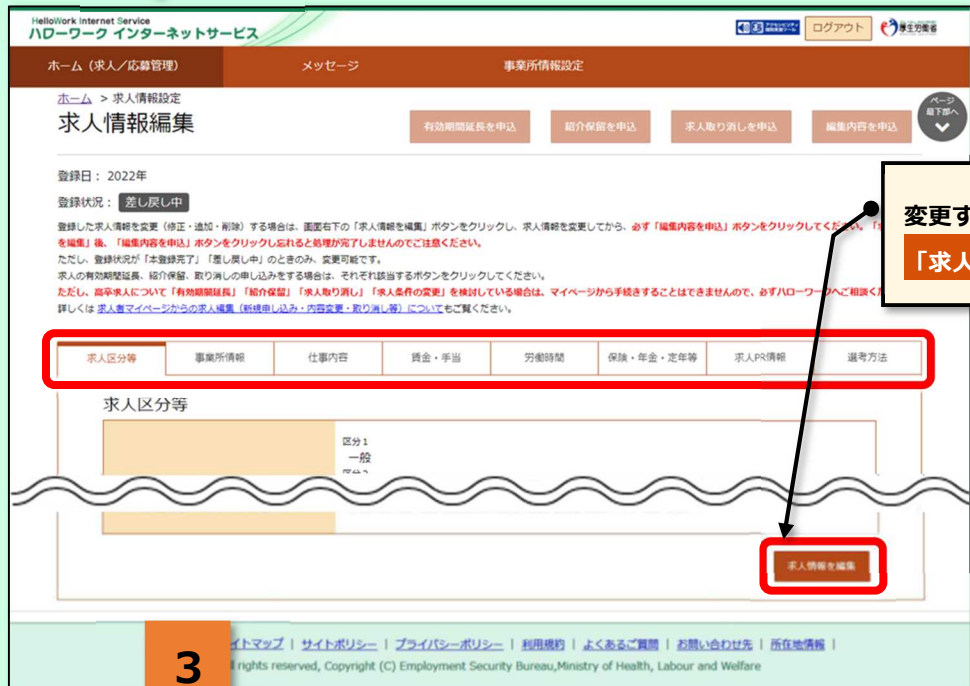 HelloWork Internet Service
ハローワーク インターネットサービス
ログアウト
厚生労働省
ホーム（求人／応募管理）
メッセージ
事業所情報設定
ホーム > 求人情報設定
求人情報編集
有効期間延長を申込
紹介保留を申込
求人取り消しを申込
編集内容を申込
ページ
最下部へ
登録日： 2022年
登録状況： 差し戻し中
登録した求人情報を変更（修正・追加・削除）する場合は、画面右下の「求人情報を編集」ボタンをクリックし、求人情報を変更してから、必ず「編集内容を申込」ボタンをクリックしてください。「
を編集」後、「編集内容を申込」ボタンをクリックし忘れると処理が完了しませんのでご注意ください。
ただし、登録状況が「本登録完了」「差し戻し中」のときのみ、変更可能です。
求人の有効期間延長、紹介保留、取り消しの申し込みをする場合は、それぞれ該当するボタンをクリックしてください。
ただし、高卒求人について「有効期間延長」「紹介保留」「求人取り消し」「求人条件の変更」を検討している場合は、マイページから手続きすることはできませんので、必ずハローワークへご相談く
詳しくは 求人者マイページからの求人編集（新規申し込み・内容変更・取り消し等）についてもご覧ください。
変更す
「求人
求人区分等
事業所情報
仕事内容
賃金・手当
労働時間
保険・年金・定年等
求人PR情報
選考方法
求人区分等
区分1
一般
求人情報を編集
イトマップ | サイトポリシー | プライバシーポリシー | 利用規約 | よくあるご質問 | お問い合わせ先 | 所在地情報 |
rights reserved, Copyright (C) Employment Security Bureau,Ministry of Health, Labour and Welfare
3